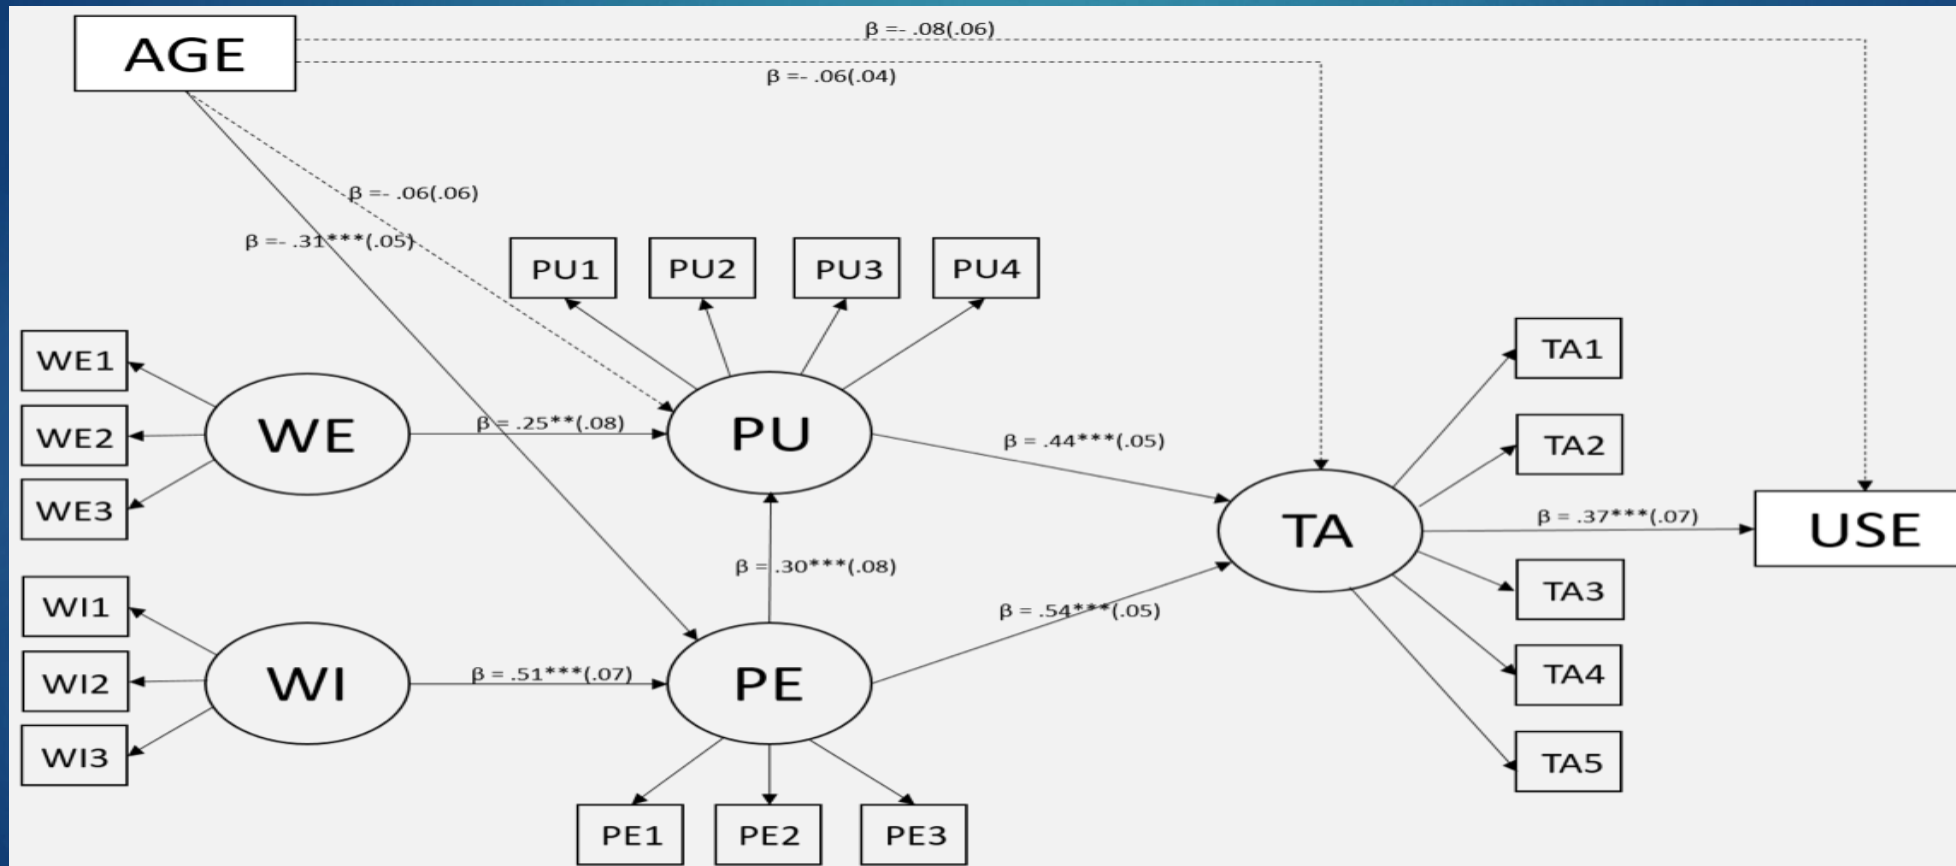 β =- .08(.06)
AGE
β =- .06(.04)
β =- .06(.06)
β =- .31***(.05)
PU1
PU2
PU3
PU4
WE1
WE2
WE3
WE
β = .25**(.08)
PU
β = .44***(.05)
TA1
TA2
TA
β = .37***(.07)
USE
TA3
TA4
TA5
β = .30***(.08)
β = .54***(.05)
WI1
WI2
WI3
WI
β = .51***(.07)
PE
PE1
PE2
PE3